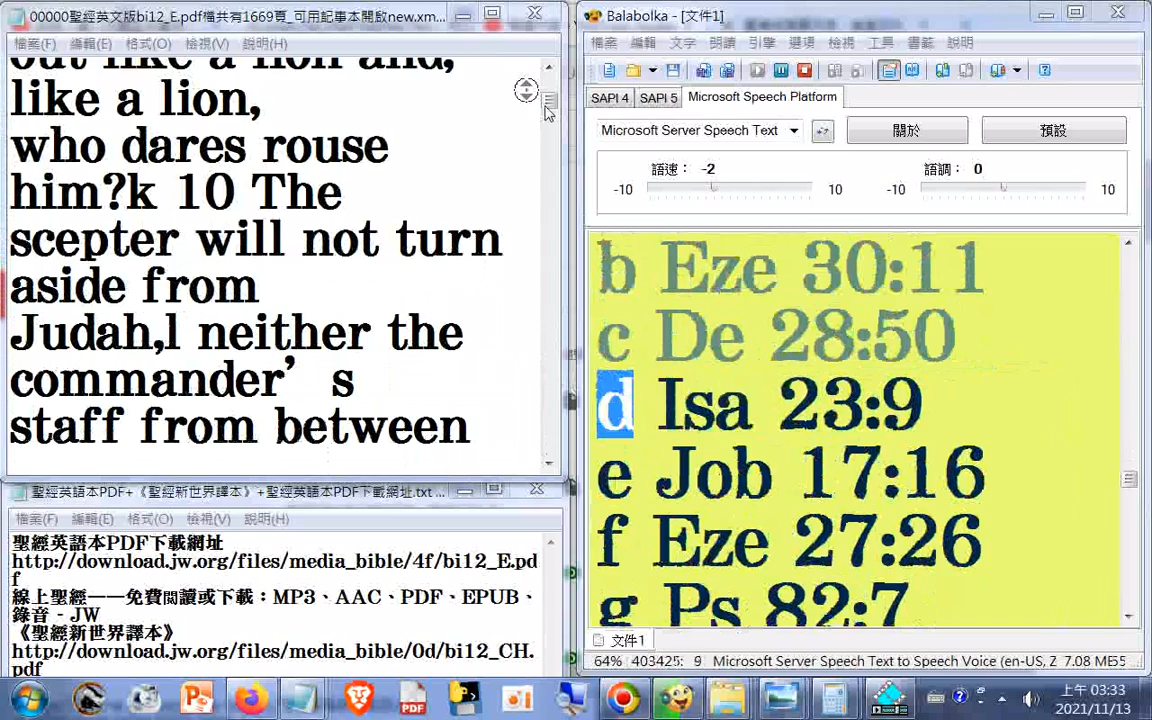 00000聖經英文版bi12_E.pdf檔共有1669頁_可用記事本開啟new.xm...
檔案(F) 編輯(E) 格式(O) 檢視(V) 說明(H)
out like a lion and,
like a lion,
who dares rouse
him?k 10 The
scepter will not turn
aside from
Judah,l neither the
commander’ s
staff from between
聖經英語本PDF+《聖經新世界譯本》+聖經英語本PDF下載網址.txt ...
檔案(F) 編輯(E) 格式(O) 檢視(V) 說明(H)
聖經英語本PDF下載網址
http://download.jw.org/files/media_bible/4f/bi12_E.pd
f
線上聖經——免費閱讀或下載：MP3、AAC、PDF、EPUB、
錄音 - JW
《聖經新世界譯本》
http://download.jw.org/files/media_bible/0d/bi12_CH.
pdf
Balabolka - [文件1]
檔案 編輯 文字 朗讀 引擎 選項 檢視 工具 書籤 說明
SAPI 4 SAPI 5 Microsoft Speech Platform
Microsoft Server Speech Text 關於 預設
語速： -2 語調： 0
-10 10 -10 10
b Eze 30:11
c De 28:50
d Isa 23:9
e Job 17:16
f Eze 27:26
g Ps 82:7
文件1
64% 403425: 9 Microsoft Server Speech Text to Speech Voice (en-US, Z 7.08 ME55
上午 03:33
2021/11/13